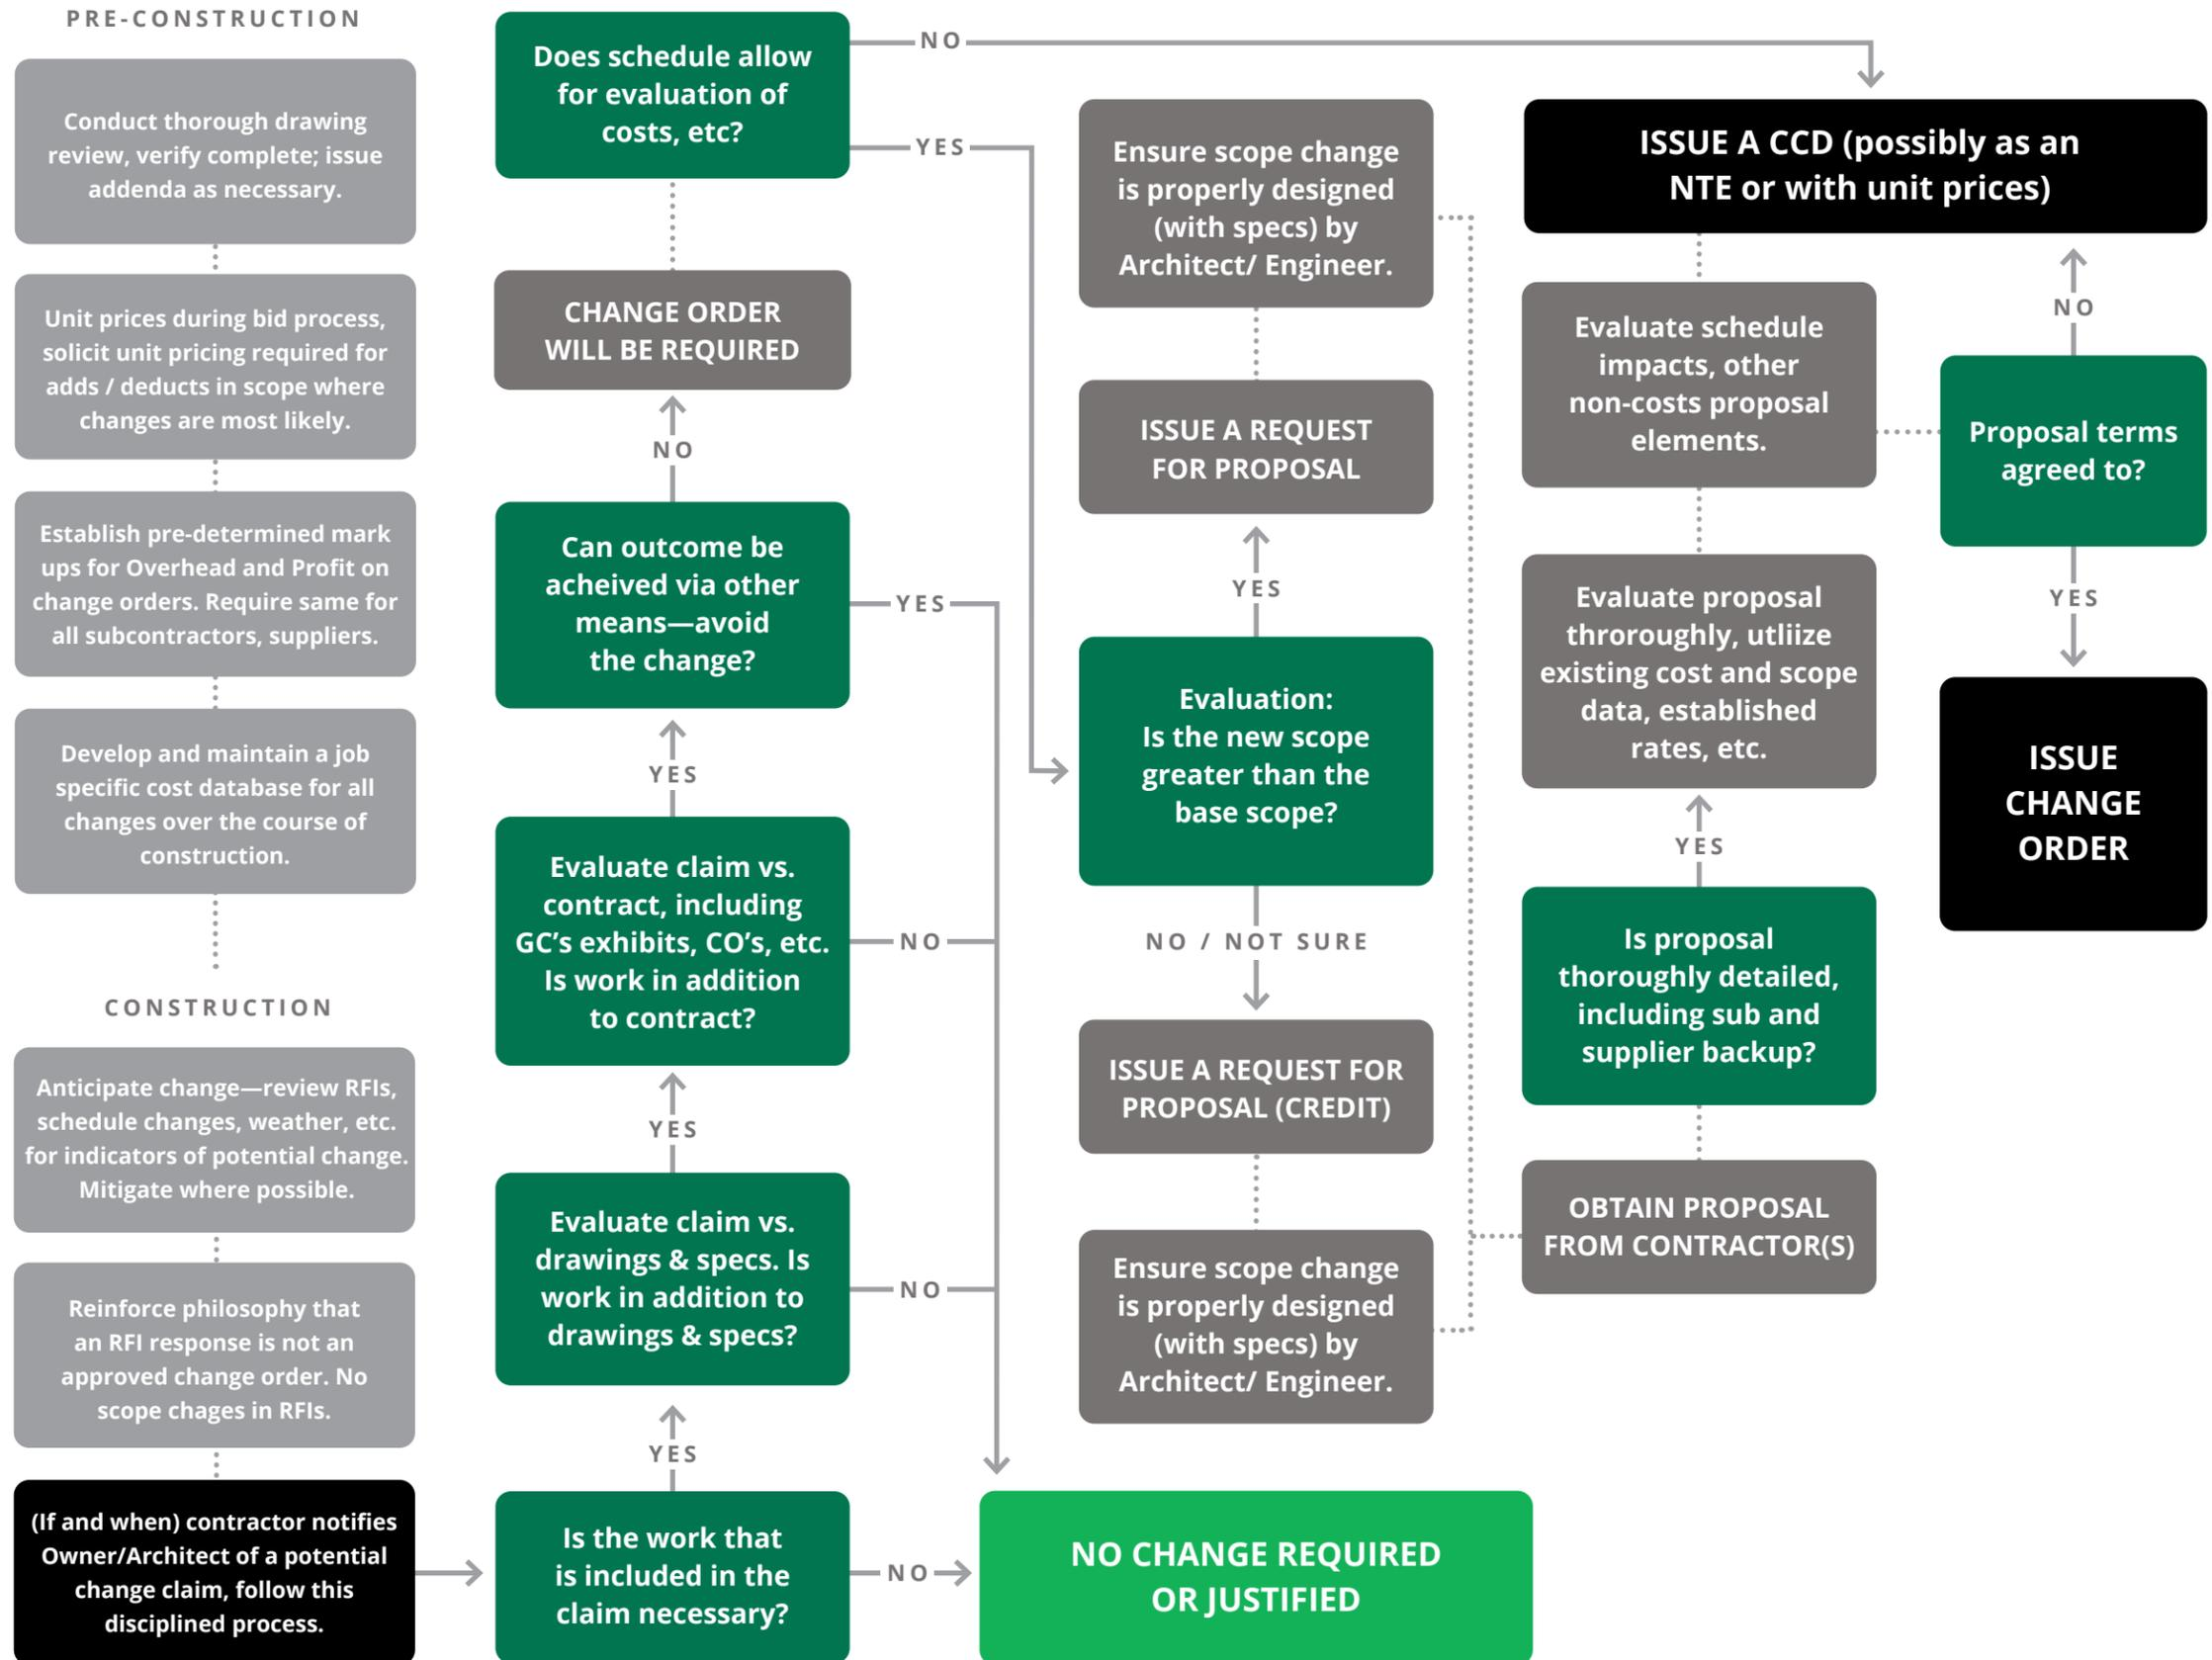 PRE-CONSTRUCTION
Conduct thorough drawing
review, verify complete; issue
addenda as necessary.
Unit prices during bid process,
solicit unit pricing required for
adds / deducts in scope where
changes are most likely.
Establish pre-determined mark
ups for Overhead and Profit on
change orders. Require same for
all subcontractors, suppliers.
Develop and maintain a job
specific cost database for all
changes over the course of
construction.
CONSTRUCTION
Anticipate change—review RFIs,
schedule changes, weather, etc.
for indicators of potential change.
Mitigate where possible.
Reinforce philosophy that
an RFI response is not an
approved change order. No
scope chages in RFIs.
(If and when) contractor notifies
Owner/Architect of a potential
change claim, follow this
disciplined process.
Does schedule allow
for evaluation of
costs, etc?
NO
YES
CHANGE ORDER
WILL BE REQUIRED
NO
Can outcome be
acheived via other
means—avoid
the change?
YES
YES
Evaluate claim vs.
contract, including
GC’s exhibits, CO’s, etc.
Is work in addition
to contract?
NO
YES
Evaluate claim vs.
drawings & specs. Is
work in addition to
drawings & specs?
NO
YES
Is the work that
is included in the
claim necessary?
NO
Ensure scope change
is properly designed
(with specs) by
Architect/ Engineer.
ISSUE A REQUEST
FOR PROPOSAL
YES
Evaluation:
Is the new scope
greater than the
base scope?
NO / NOT SURE
ISSUE A REQUEST FOR
PROPOSAL (CREDIT)
Ensure scope change
is properly designed
(with specs) by
Architect/ Engineer.
NO CHANGE REQUIRED
OR JUSTIFIED
ISSUE A CCD (possibly as an
NTE or with unit prices)
Evaluate schedule
impacts, other
non-costs proposal
elements.
Evaluate proposal
throroughly, utliize
existing cost and scope
data, established
rates, etc.
YES
Is proposal
thoroughly detailed,
including sub and
supplier backup?
OBTAIN PROPOSAL
FROM CONTRACTOR(S)
NO
Proposal terms
agreed to?
YES
ISSUE
CHANGE
ORDER